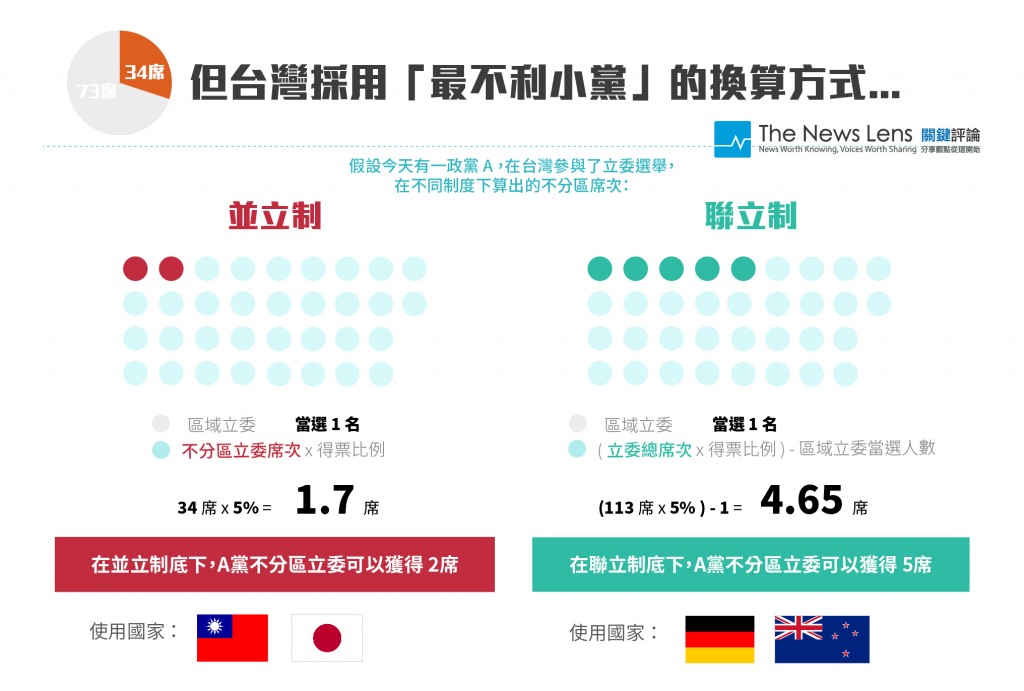 34席
73席
但台灣採用「最不利小黨」的換算方式...
The News Lens 關鍵評論
News Worth Knowing, Voices Worth Sharing 分享觀點從這開始
假設今天有一政黨 A ,在台灣參與了立委選舉,
在不同制度下算出的不分區席次:
並立制
聯立制
區域立委 當選 1 名
不分區立委席次 x 得票比例
34 席 x 5% = 1.7 席
在並立制底下,A黨不分區立委可以獲得 2席
使用國家：
區域立委 當選 1 名
( 立委總席次 x 得票比例 ) - 區域立委當選人數
(113 席 x 5% ) - 1 = 4.65 席
在聯立制底下,A黨不分區立委可以獲得 5席
使用國家：